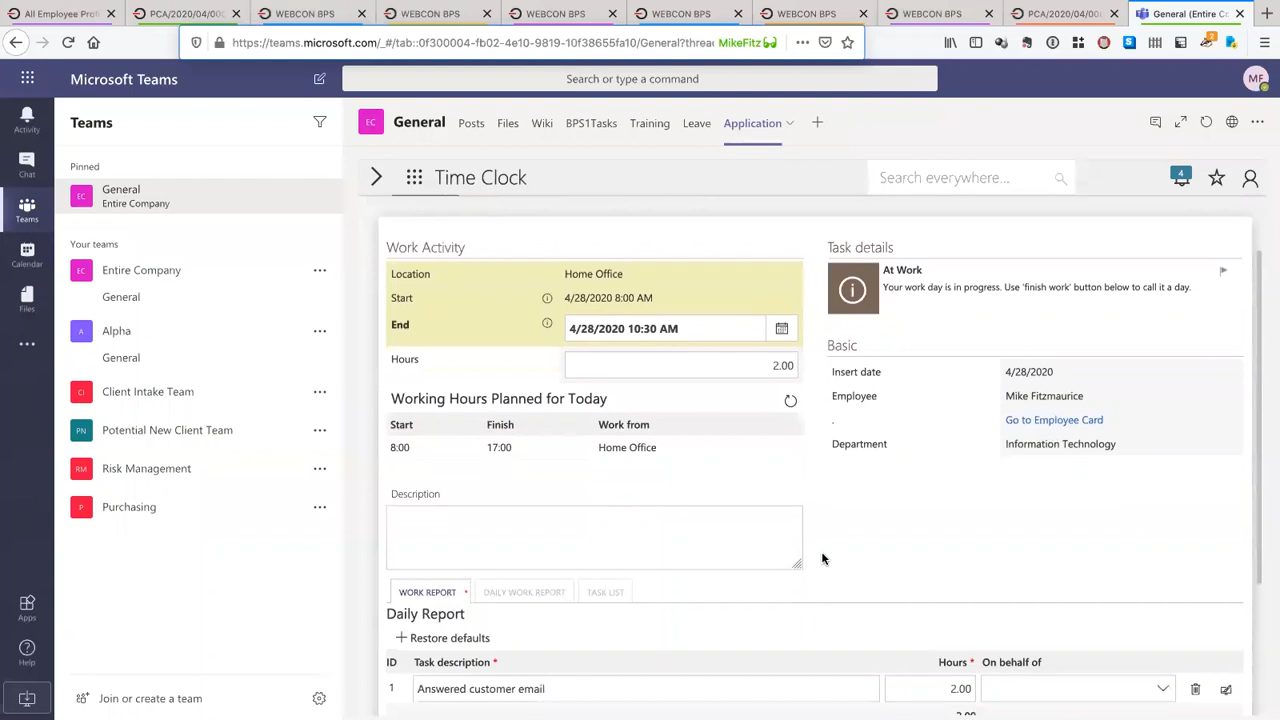 All Employee Prof
PCA/2020/04/00
WEBCON BPS
WEBCON BPS
WEBCON BPS
WEBCON BPS
WEBCON BPS
WEBCON BPS
PCA/2020/04/00
General (Entire C
https://teams.microsoft.com/_#/tab::0f300004-fb02-4e10-9819-10f38655fa10/General?threa
MikeFitz
2
Microsoft Teams
Search or type a command
MF
Activity
Chat
Teams
Calendar
Files
Apps
Help
Teams
Pinned
EC
General
Entire Company
Your teams
EC Entire Company
General
A Alpha
General
CI Client Intake Team
PN Potential New Client Team
RM Risk Management
P Purchasing
Join or create a team
EC General Posts Files Wiki BPS1Tasks Training Leave Application
Time Clock
Search everywhere...
4
Work Activity
Location Home Office
Start 4/28/2020 8:00 AM
End 4/28/2020 10:30 AM
Hours 2.00
Working Hours Planned for Today
Start Finish Work from
8:00 17:00 Home Office
Description
Task details
At Work
Your work day is in progress. Use 'finish work' button below to call it a day.
Basic
Insert date 4/28/2020
Employee Mike Fitzmaurice
. Go to Employee Card
Department Information Technology
WORK REPORT * DAILY WORK REPORT TASK LIST
Daily Report
Restore defaults
ID Task description * Hours * On behalf of
1 Answered customer email 2.00